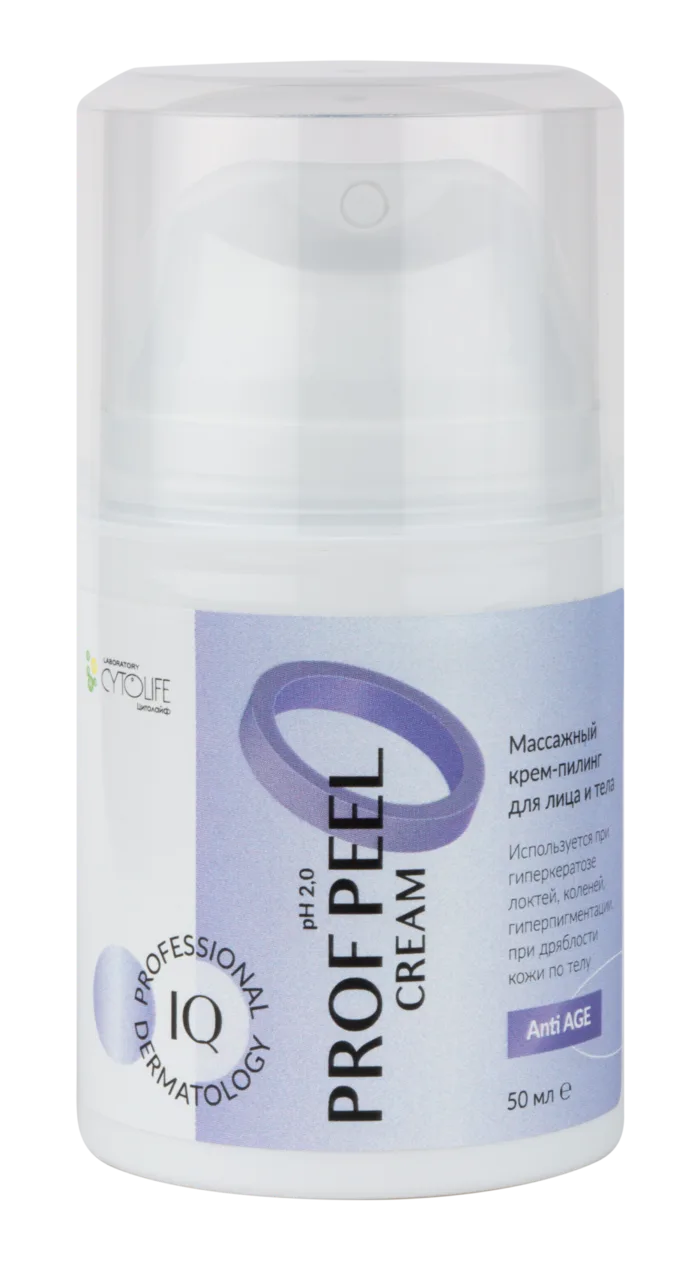 LABORATORY
CYTOLIFE
Цитолайф
PROFESSIONAL
IQ
DERMATOLOGY
pH 2,0
PROF PEEL
CREAM
Массажный
крем-пилинг
для лица и тела
Используется при
гиперкератозе
локтей, коленей,
гиперпигментации,
при дряблости
кожи по телу
Anti AGE
50 мл ℮